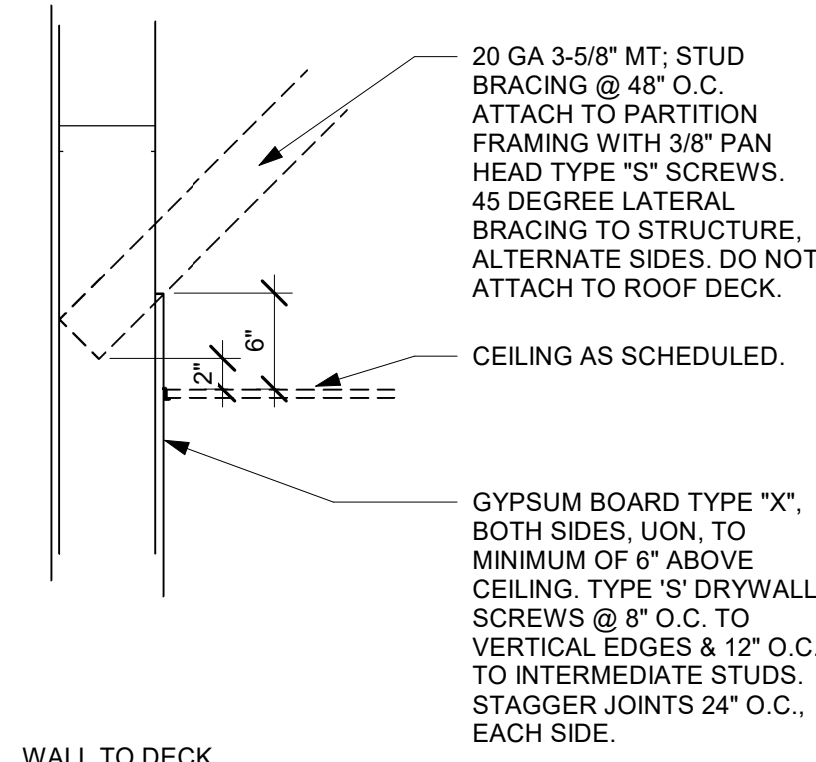 20 GA 3-5/8" MT; STUD
BRACING @ 48" O.C.
ATTACH TO PARTITION
FRAMING WITH 3/8" PAN
HEAD TYPE "S" SCREWS.
45 DEGREE LATERAL
BRACING TO STRUCTURE,
ALTERNATE SIDES. DO NOT
ATTACH TO ROOF DECK.
6"
2"
CEILING AS SCHEDULED.
GYPSUM BOARD TYPE "X",
BOTH SIDES, UON, TO
MINIMUM OF 6" ABOVE
CEILING. TYPE 'S' DRYWALL
SCREWS @ 8" O.C. TO
VERTICAL EDGES & 12" O.C.
TO INTERMEDIATE STUDS.
STAGGER JOINTS 24" O.C.,
EACH SIDE.
WALL TO DECK